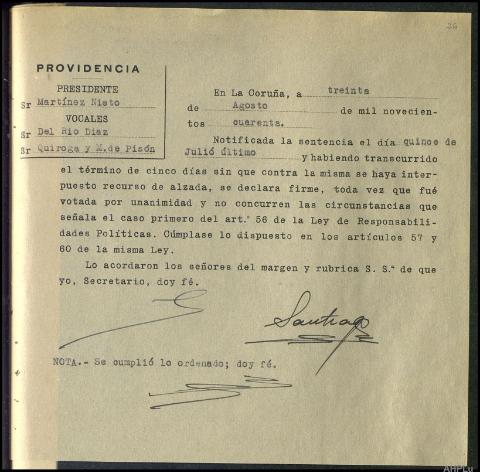 26
PROVIDENCIA
PRESIDENTE
Sr Martínez Nieto
VOCALES
Sr Del Rio Diaz
Sr Quiroga y M.de Pisón
En La Coruña, a treinta
de Agosto de mil novecien-
tos cuarenta.
Notificada la sentencia el día quince de
Julió último y habiendo transcurrido
el término de cinco días sin que contra la misma se haya inter-
puesto recurso de alzada, se declara firme, toda vez que fué
votada por unanimidad y no concurren las circunstancias que
señala el caso primero del art.º 56 de la Ley de Responsabili-
dades Políticas. Cúmplase lo dispuesto en los artículos 57 y
60 de la misma Ley.
Lo acordaron los señores del margen y rubrica S. S.ª de que
yo, Secretario, doy fé.
Santiago
NOTA.- Se cumplió lo ordenado; doy fé.
AHPLu